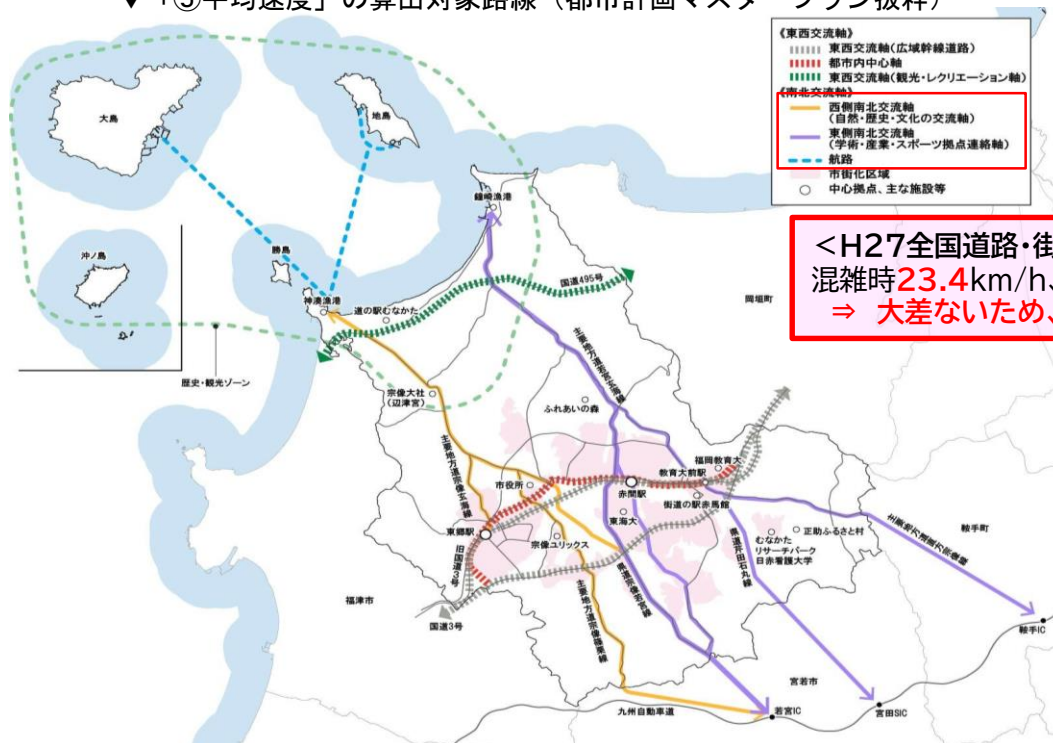 ▼「⑤平均速度」の算出対象路線（都市計画マスタープラン抜粋）
《東西交流軸》
東西交流軸(広域幹線道路)
都市内中心軸
東西交流軸(観光・レクリエーション軸)
《南北交流軸》
西側南北交流軸
(自然・歴史・文化の交流軸)
東側南北交流軸
(学術・産業・スポーツ拠点連絡軸)
航路
市街化区域
中心拠点、主な施設等
大島
地島
鐘崎漁港
沖ノ島
勝島
神湊漁港
道の駅むなかた
国道495号
岡垣町
<H27全国道路・街
混雑時23.4km/h、
⇒ 大差ないため、
歴史・観光ゾーン
宗像大社
(辺津宮)
ふれあいの森
主要地方道若宮玄海線
主要地方道宗像玄海線
市役所
教育大前駅
福岡教育大
赤間駅
街道の駅赤馬館
東海大
東郷駅
宗像ユリックス
むなかた
リサーチパーク
日赤看護大学
正助ふるさと村
鞍手町
旧国道3号
県道宗像若宮線
県道芹田石丸線
主要地方道直方宗像線
主要地方道宗像篠栗線
福津市
国道3号
鞍手IC
宮若市
九州自動車道
若宮IC
宮田SIC